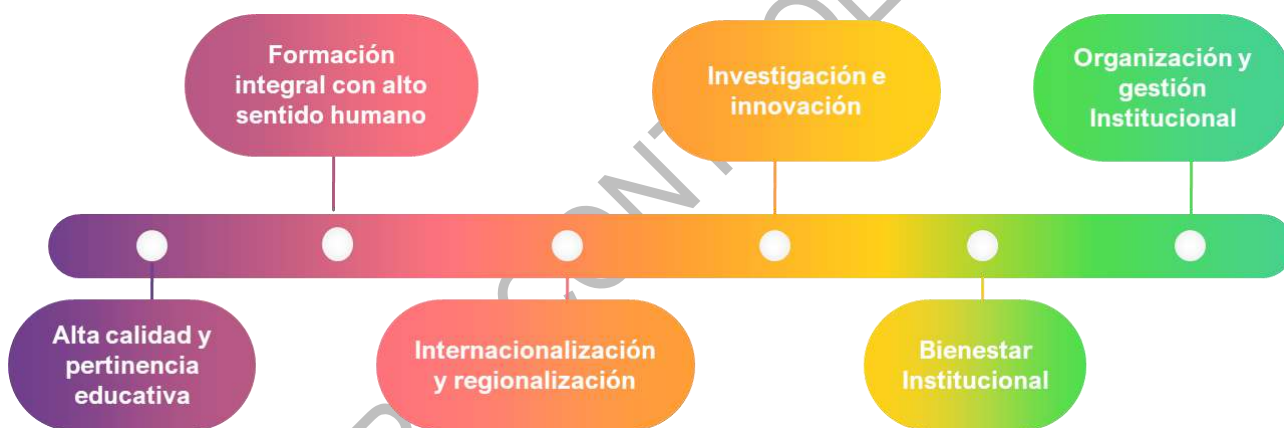 Formación
integral con alto
sentido humano
Investigación e
innovación
Organización y
gestión
Institucional
Alta calidad y
pertinencia
educativa
Internacionalización
y regionalización
Bienestar
Institucional